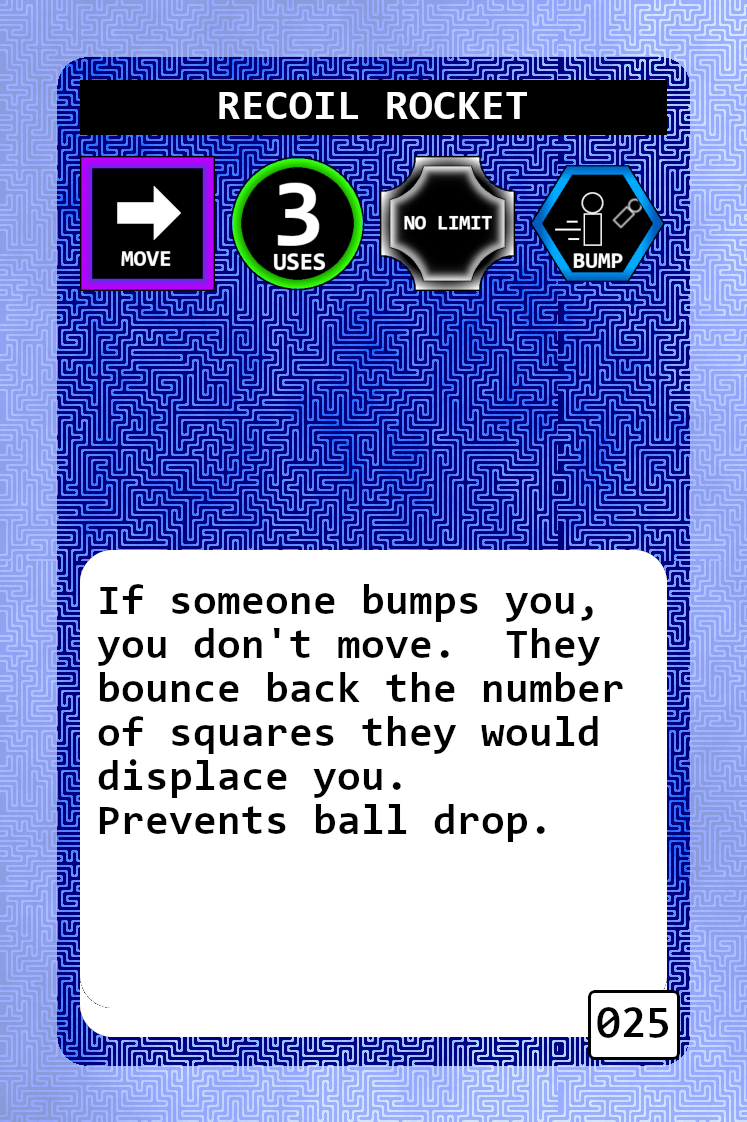 RECOIL ROCKET
MOVE
3
USES
NO LIMIT
BUMP
If someone bumps you,
you don't move.  They
bounce back the number
of squares they would
displace you.
Prevents ball drop.
025